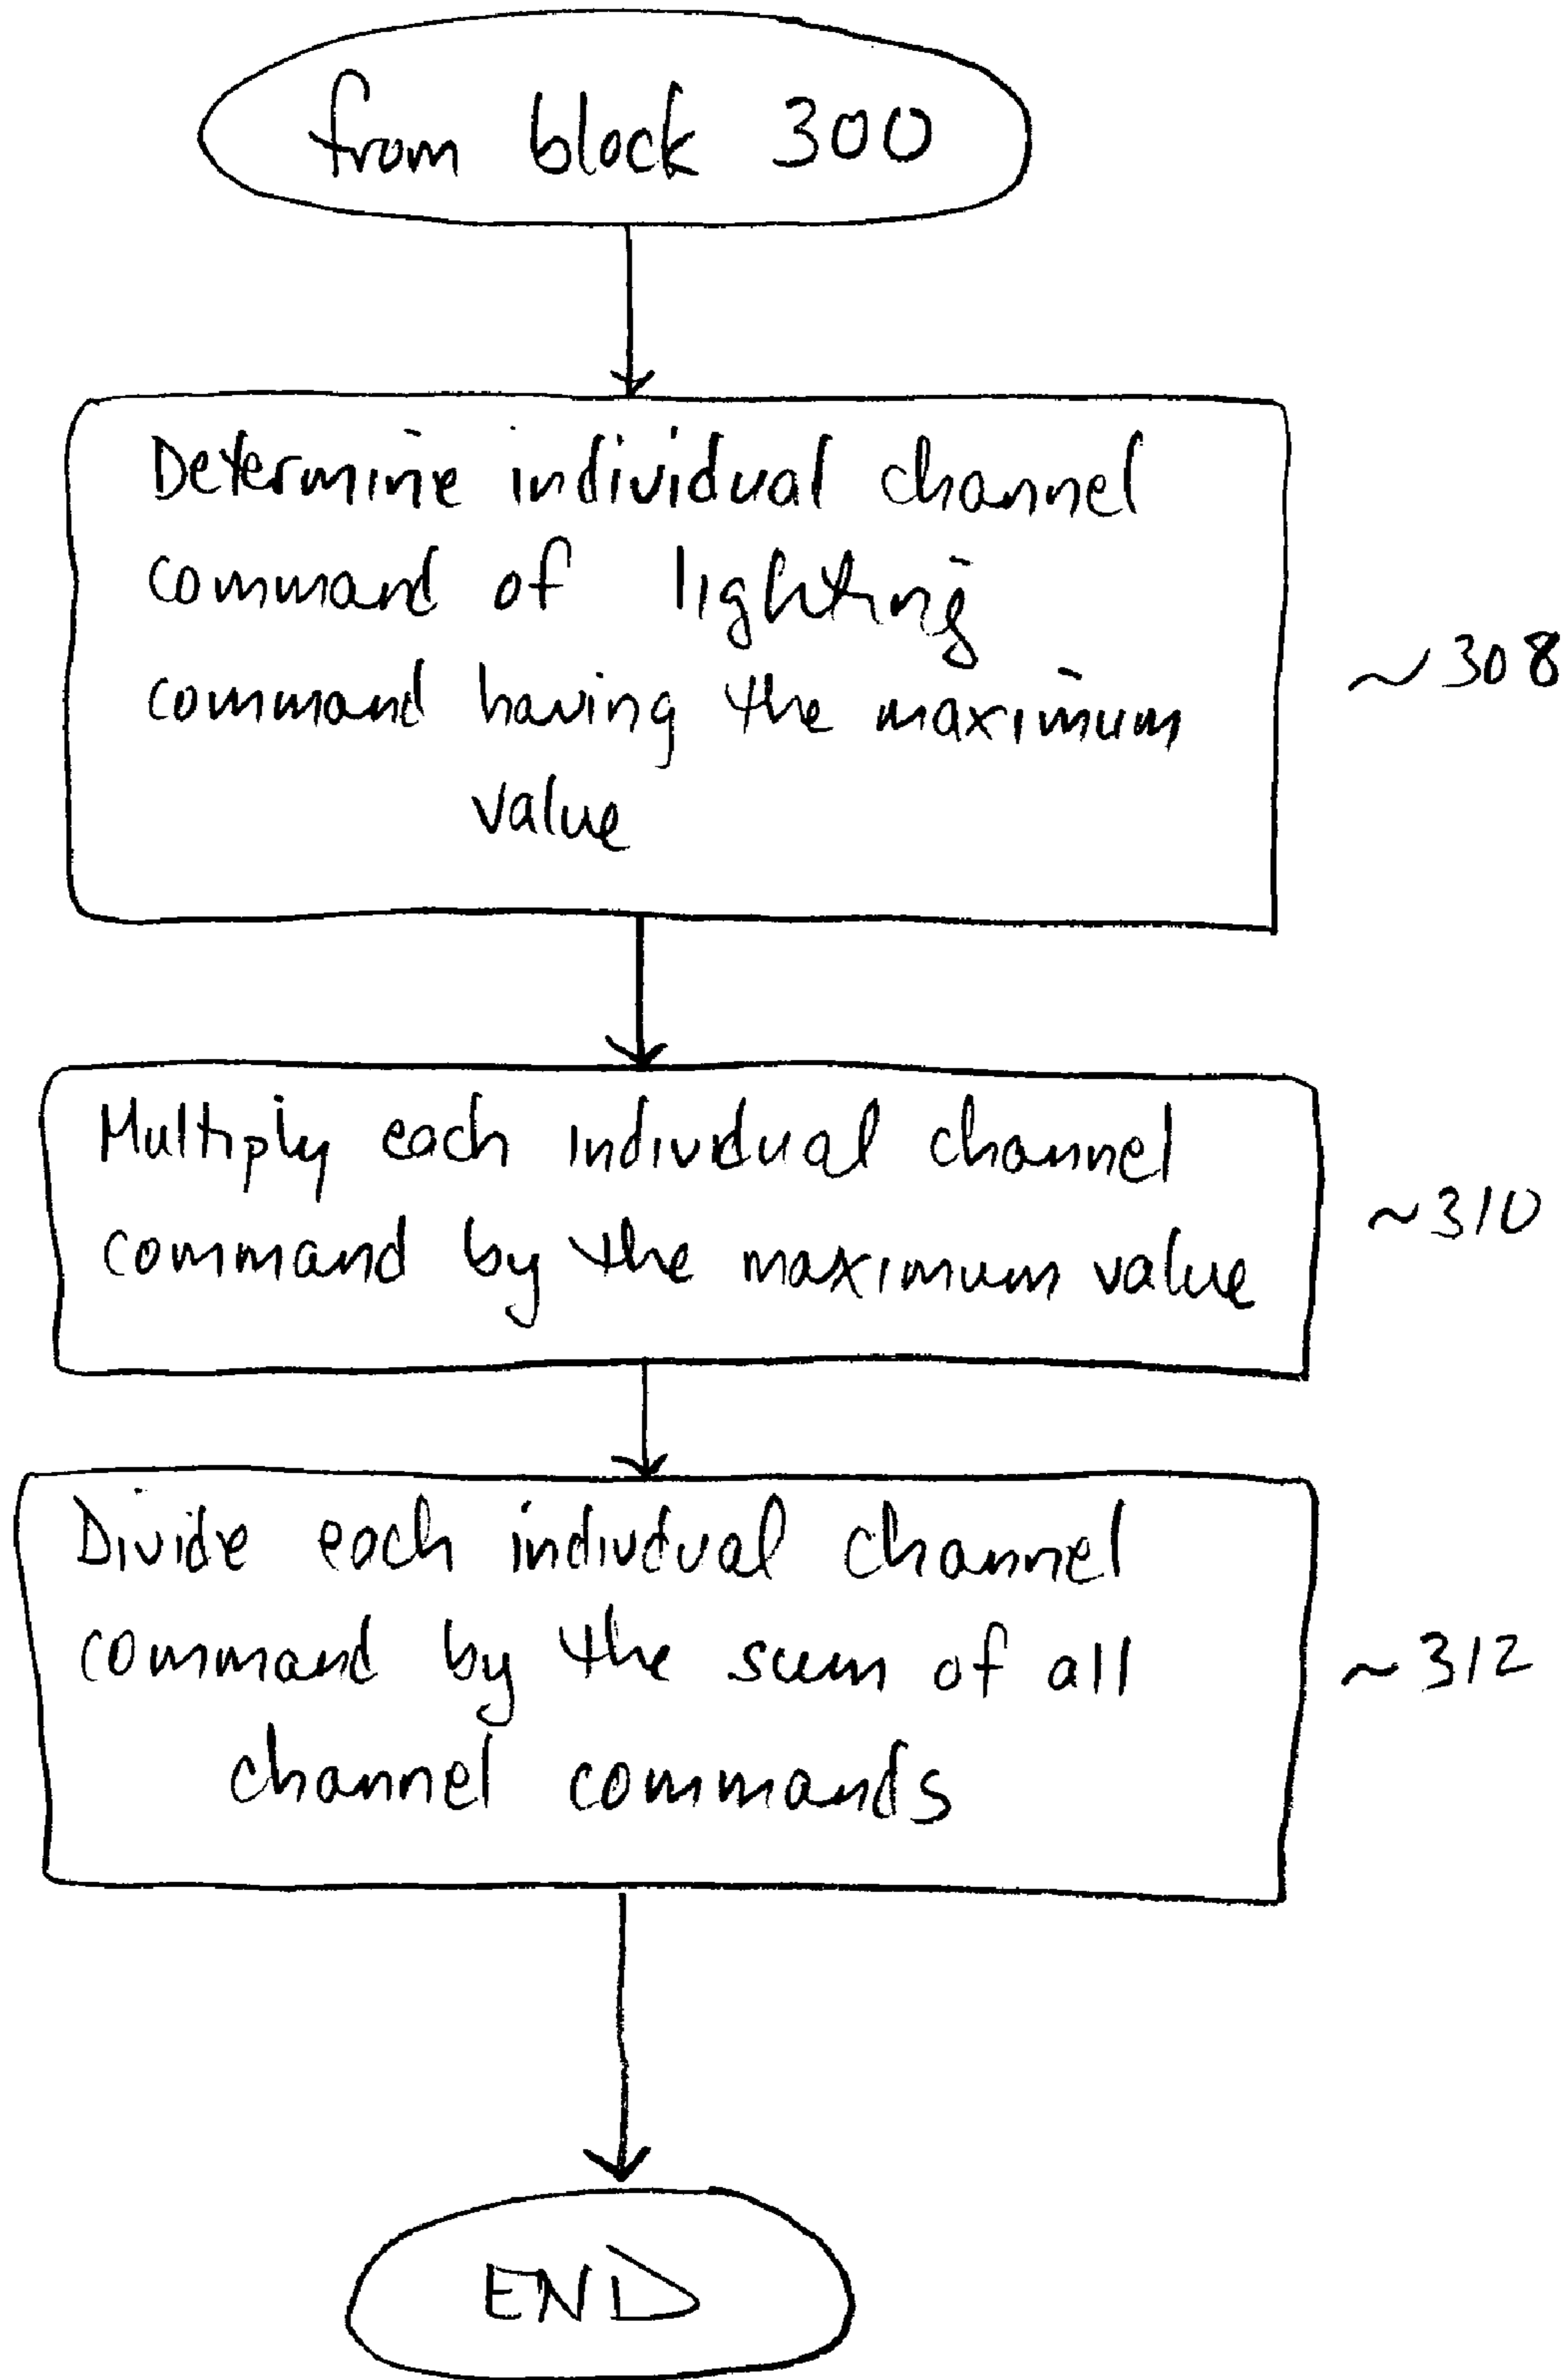 from block 300
Determine individual channel
command of lighting
command having the maximum
value
~308
Multiply each individual channel
command by the maximum value
~310
Divide each individual channel
command by the sum of all
channel commands
~312
END